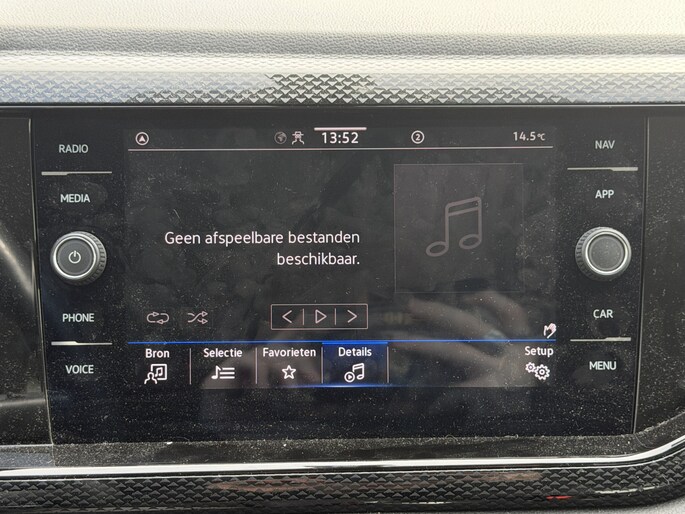 RADIO
MEDIA
PHONE
VOICE
2
13:52
14.5°C
Geen afspeelbare bestanden
beschikbaar.
Bron
Selectie
Favorieten
Details
Setup
NAV
APP
CAR
MENU